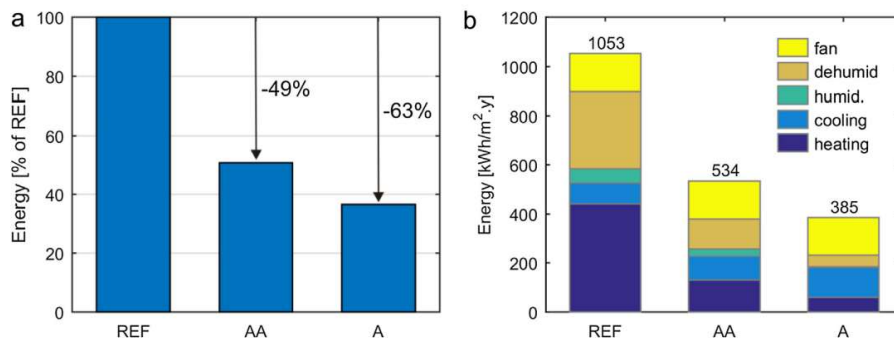 a
Energy [% of REF]
100
80
60
40
20
0
-49%
-63%
REF AA A
b
Energy [kWh/m².y]
1200
1000
800
600
400
200
0
1053
534
385
fan
dehumid
humid.
cooling
heating
REF AA A